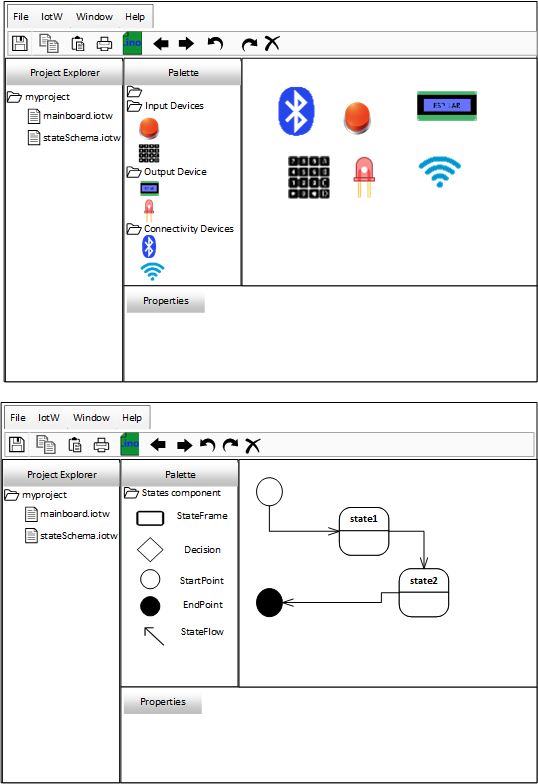 File IotW Window Help
.ino
Project Explorer
myproject
mainboard.iotw
stateSchema.iotw
Palette
Input Devices
Output Device
Connectivity Devices
Properties
File IotW Window Help
.ino
Project Explorer
myproject
mainboard.iotw
stateSchema.iotw
Palette
States component
StateFrame
Decision
StartPoint
EndPoint
StateFlow
state1
state2
Properties